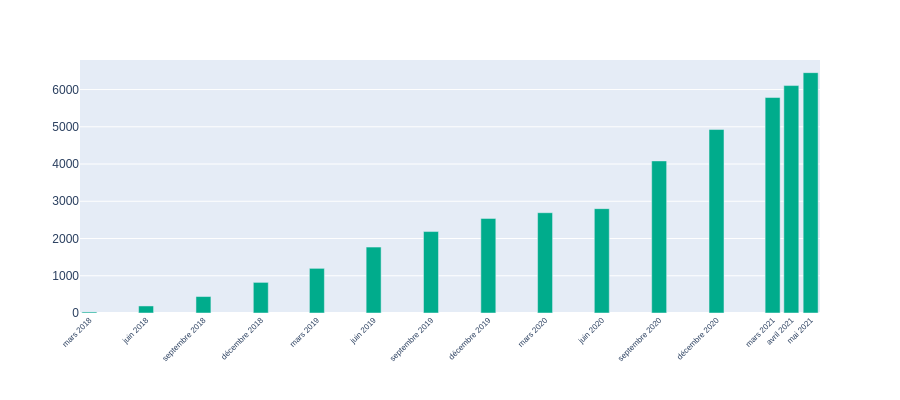 6000
5000
4000
3000
2000
1000
0
mars 2018
juin 2018
septembre 2018
décembre 2018
mars 2019
juin 2019
septembre 2019
décembre 2019
mars 2020
juin 2020
septembre 2020
décembre 2020
mars 2021
avril 2021
mai 2021